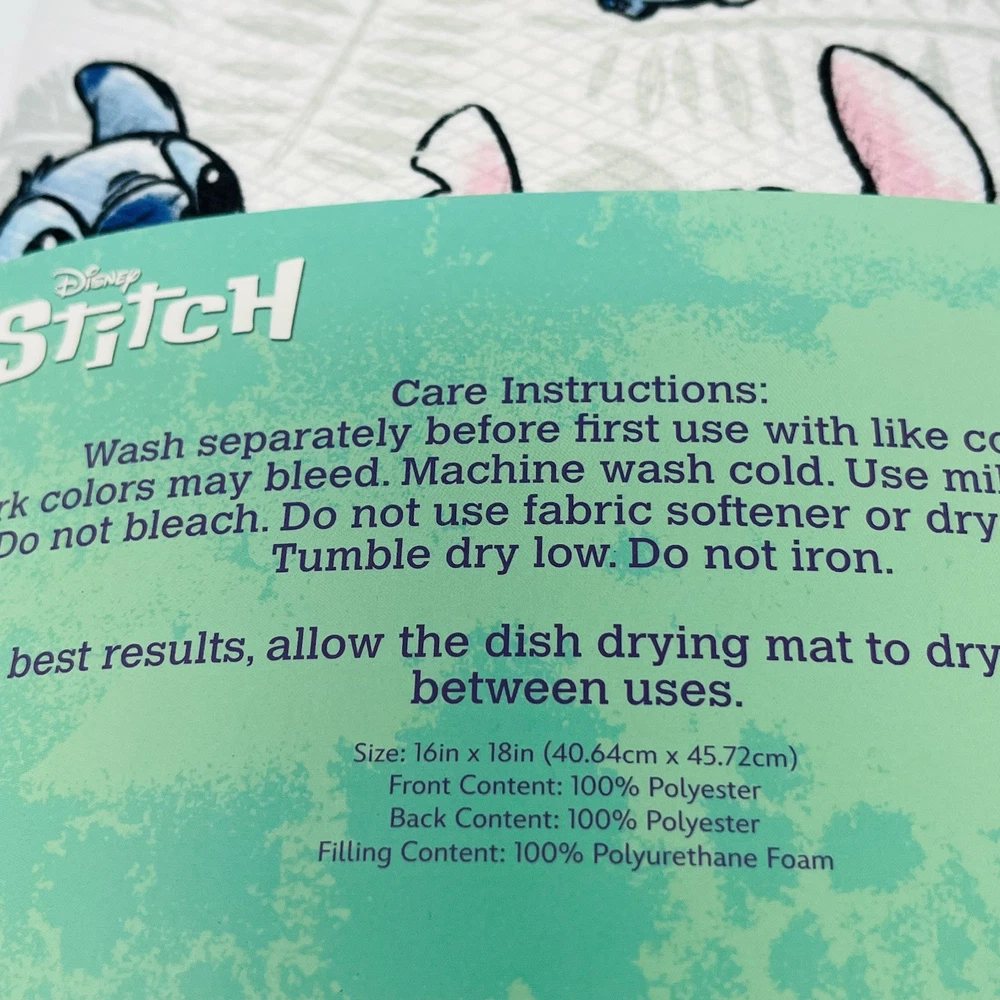 Disney
Stitch
Care Instructions:
Wash separately before first use with like
colors may bleed. Machine wash cold. Use
Do not bleach. Do not use fabric softener or dry
Tumble dry low. Do not iron.
best results, allow the dish drying mat to dry
between uses.
Size: 16in x 18in (40.64cm x 45.72cm)
Front Content: 100% Polyester
Back Content: 100% Polyester
Filling Content: 100% Polyurethane Foam